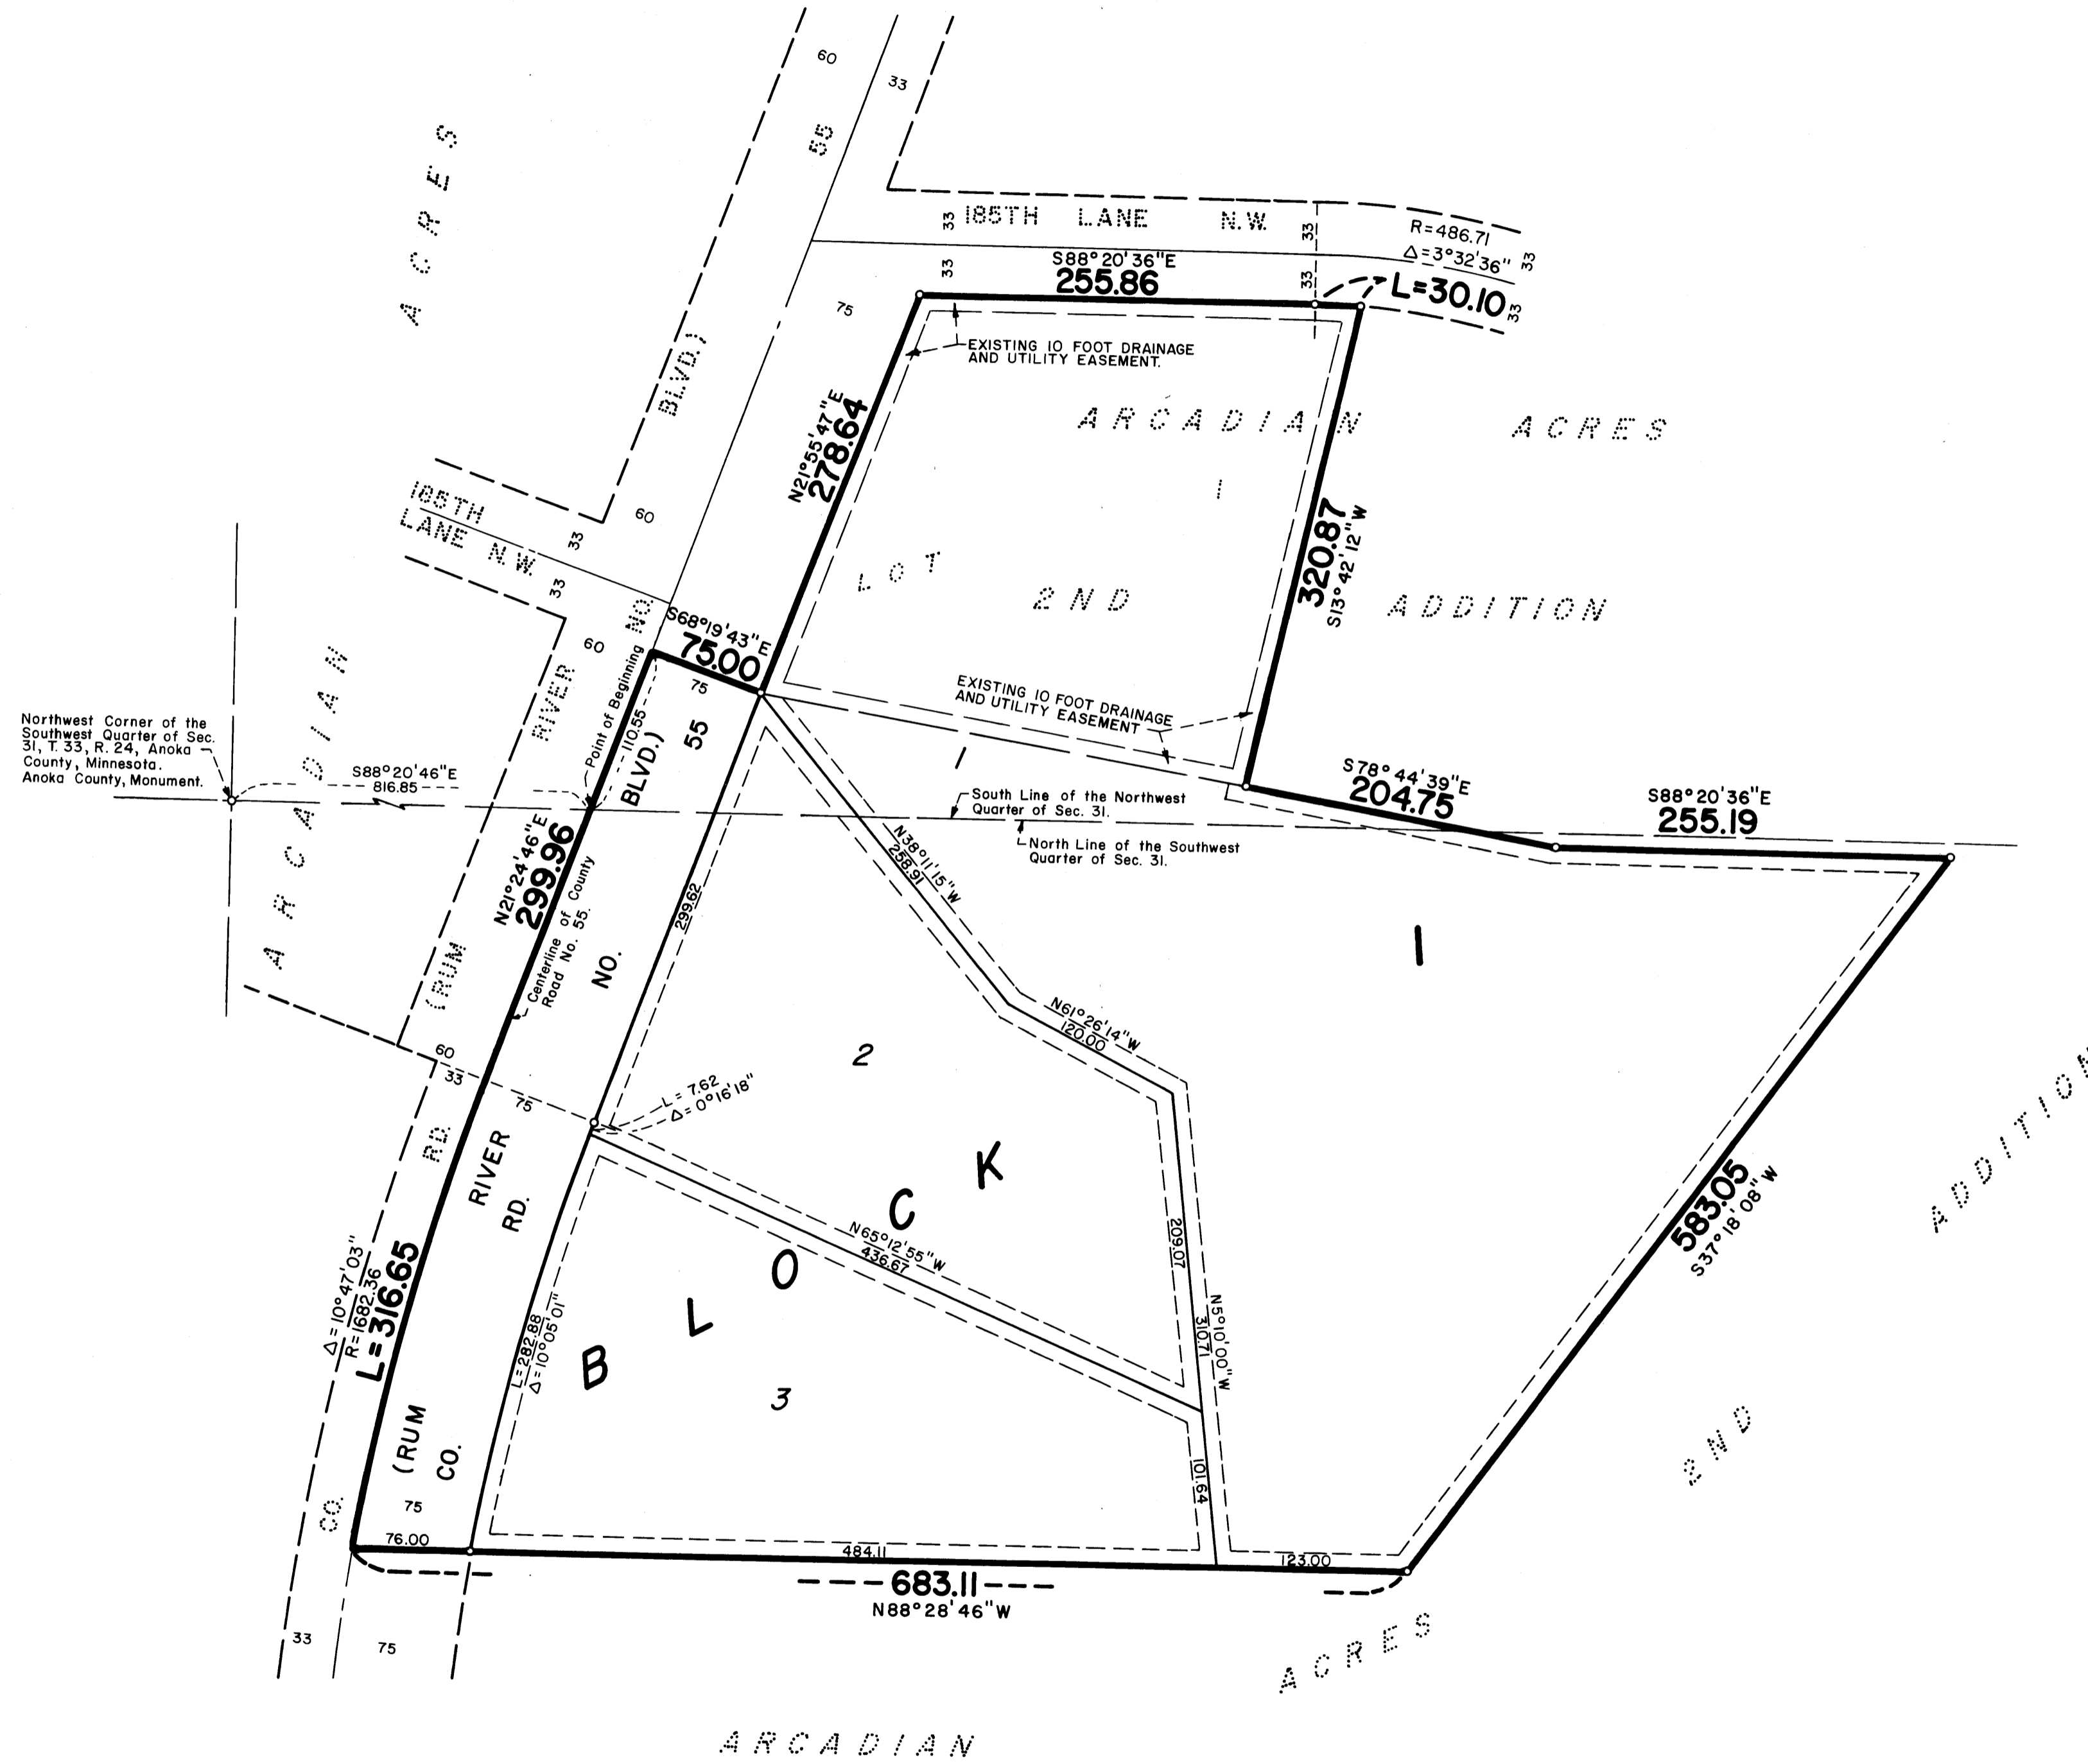 60
33
55
ACRES
185TH LANE N.W.
33
33
33
33
R=486.71
Δ=3°32'36"
33
33
L=30.10
S88°20'36"E
255.86
75
EXISTING 10 FOOT DRAINAGE
AND UTILITY EASEMENT.
BLVD.)
N21°55'47"E
278.64
ARCADIAN ACRES
1
LOT
2ND ADDITION
320.87
S13°42'12"W
185TH
LANE N.W.
33
33
60
60
NO.
S68°19'43"E
75.00
75
RIVER
Point of Beginning
110.55
BLVD.)
55
EXISTING 10 FOOT DRAINAGE
AND UTILITY EASEMENT
Northwest Corner of the
Southwest Quarter of Sec.
31, T. 33, R. 24, Anoka
County, Minnesota.
Anoka County, Monument.
S88°20'46"E
816.85
ARCADIAN
South Line of the Northwest
Quarter of Sec. 31.
North Line of the Southwest
Quarter of Sec. 31.
S78°44'39"E
204.75
S88°20'36"E
255.19
N21°24'46"E
299.96
Centerline of County
Road No. 55.
NO.
299.62
N38°11'15"W
258.91
1
(RUM
60
33
75
2
N61°26'14"W
120.00
L=7.62
Δ=0°16'18"
RD.
RIVER
RD.
BLOCK
N65°12'55"W
436.67
209.07
N5°10'00"W
310.71
583.05
S37°18'08"W
ADDITION
Δ=10°47'03"
R=1682.36
L=316.65
L=282.88
Δ=10°05'01"
3
(RUM
CO.
75
CO.
101.64
2ND
76.00
484.11
123.00
683.11
N88°28'46"W
33
75
ACRES
ARCADIAN